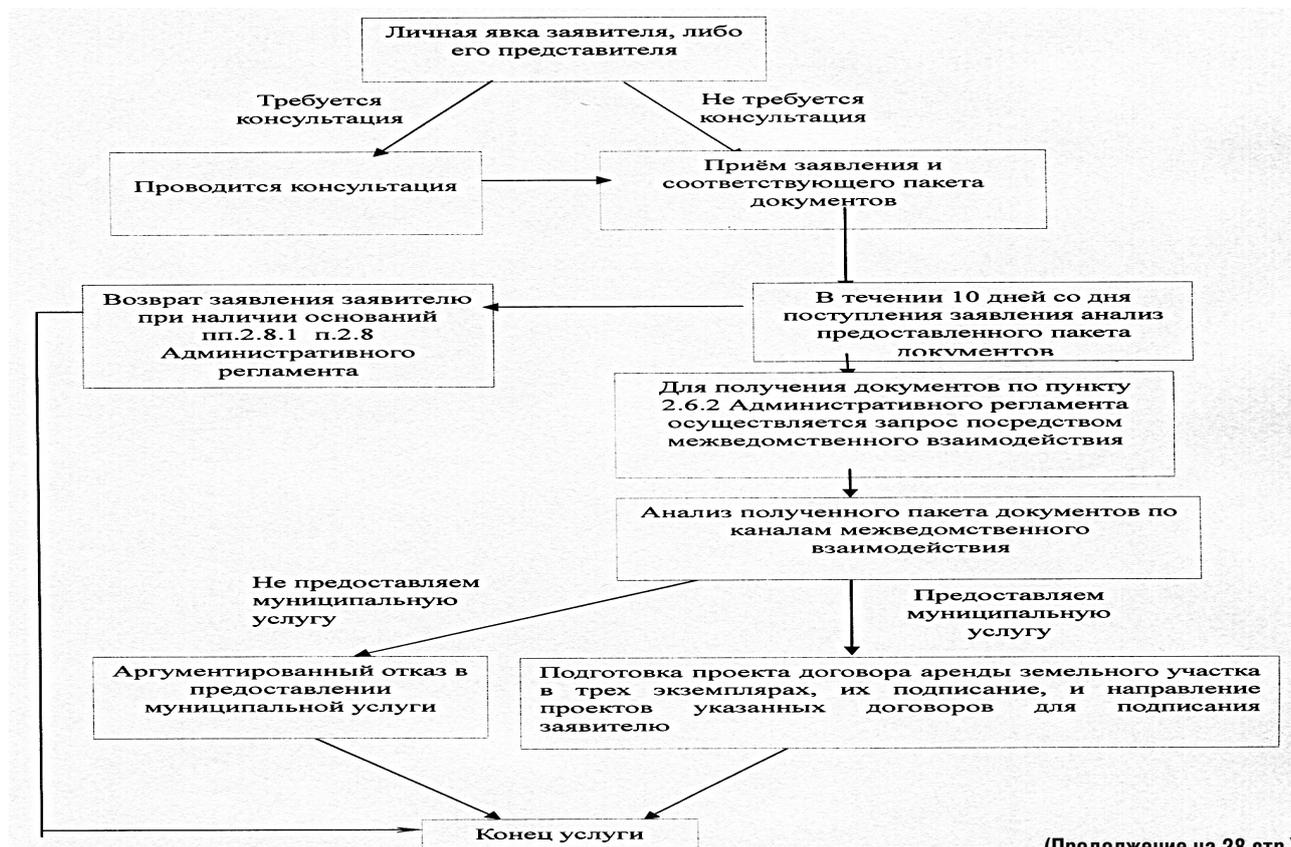 Личная явка заявителя, либо
его представителя
Требуется
консультация
Не требуется
консультация
Проводится консультация
Приём заявления и
соответствующего пакета
документов
Возврат заявления заявителю
при наличии оснований
пп.2.8.1 п.2.8
Административного
регламента
В течении 10 дней со дня
поступления заявления анализ
предоставленного пакета
документов
Для получения документов по пункту
2.6.2 Административного регламента
осуществляется запрос посредством
межведомственного взаимодействия
Анализ полученного пакета документов по
каналам межведомственного
взаимодействия
Не предоставляем
муниципальную
услугу
Предоставляем
муниципальную
услугу
Аргументированный отказ в
предоставлении
муниципальной услуги
Подготовка проекта договора аренды земельного участка
в трех экземплярах, их подписание, и направление
проектов указанных договоров для подписания
заявителю
Конец услуги
(Продолжение на 28 стр.)